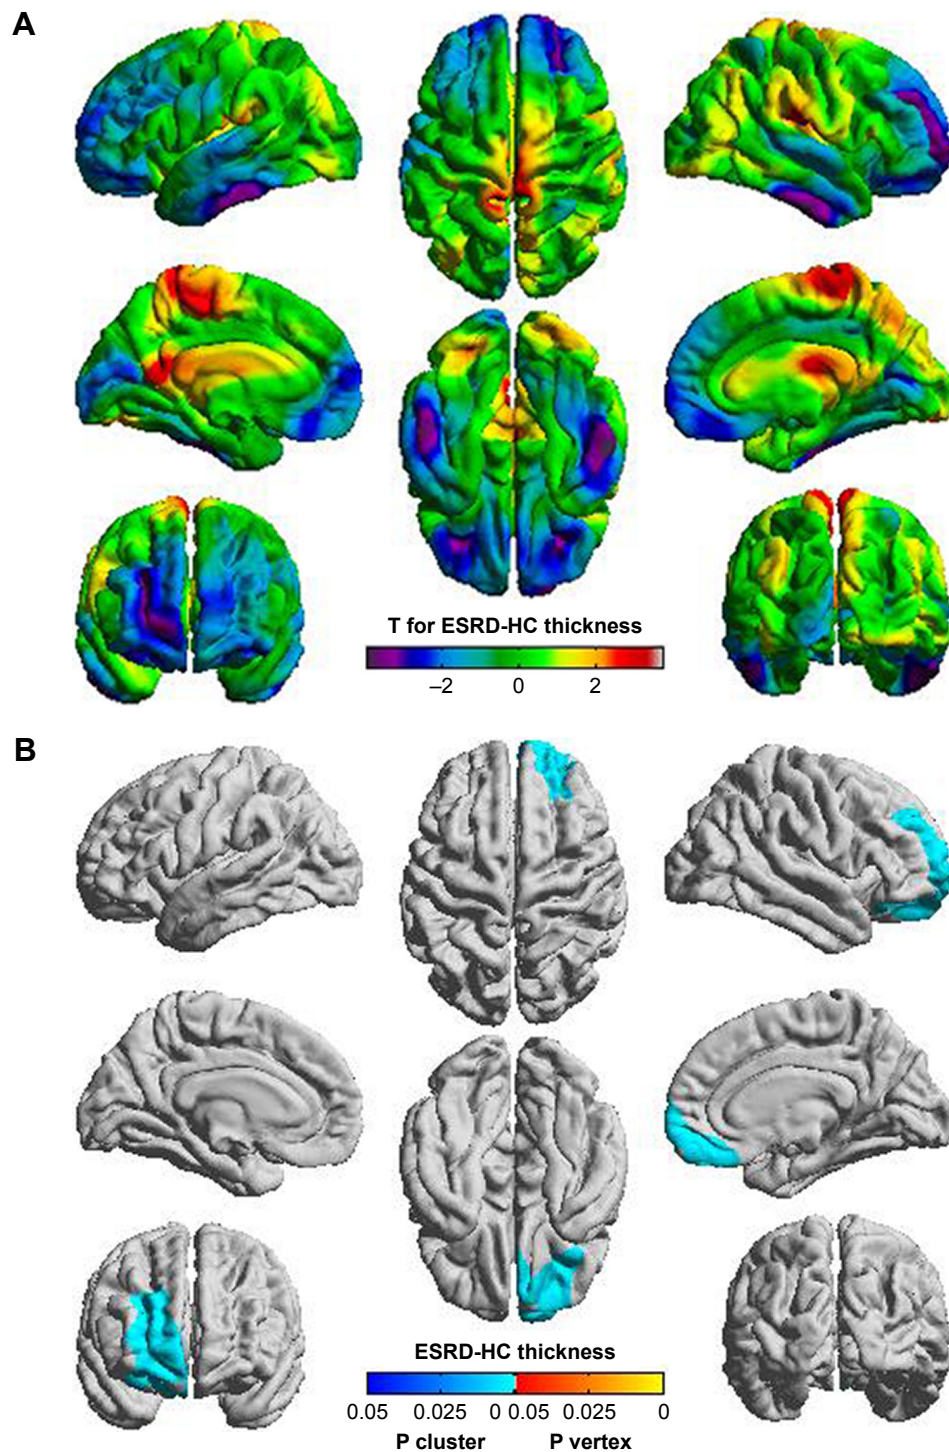 A
T for ESRD-HC thickness
–2 0 2
B
ESRD-HC thickness
0.05 0.025 0 0.05 0.025 0
P cluster P vertex